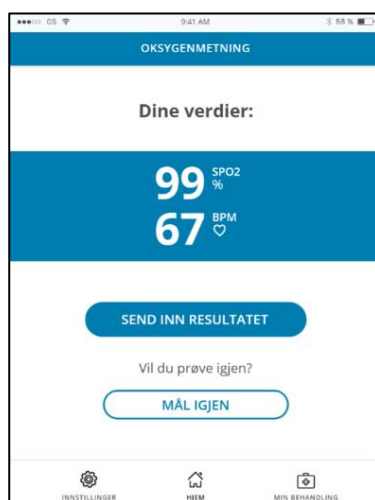 GS 9:41 AM 58 %
OKSYGENMETNING
Dine verdier:
99 SPO2 %
67 BPM
SEND INN RESULTATET
Vil du prøve igjen?
MÅL IGJEN
INNSTILLINGER HJEM MIN BEHANDLING